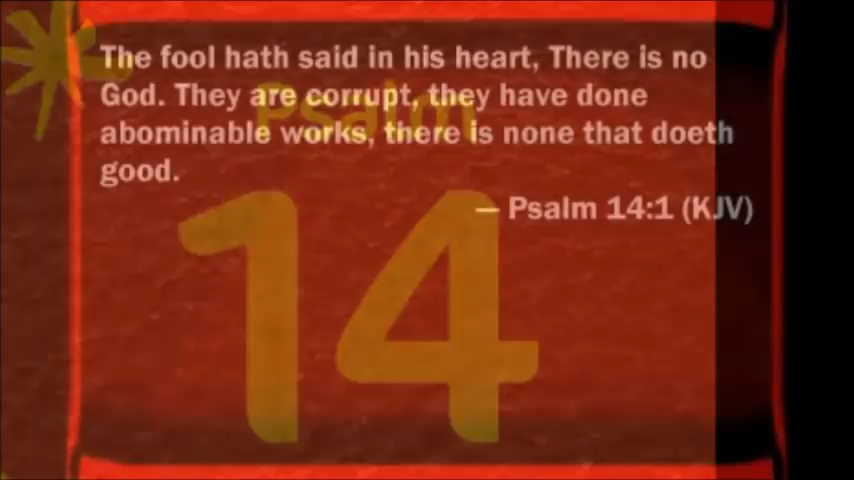 The fool hath said in his heart, There is no
God. They are corrupt, they have done
abominable works, there is none that doeth
good.
— Psalm 14:1 (KJV)
Psalm
14